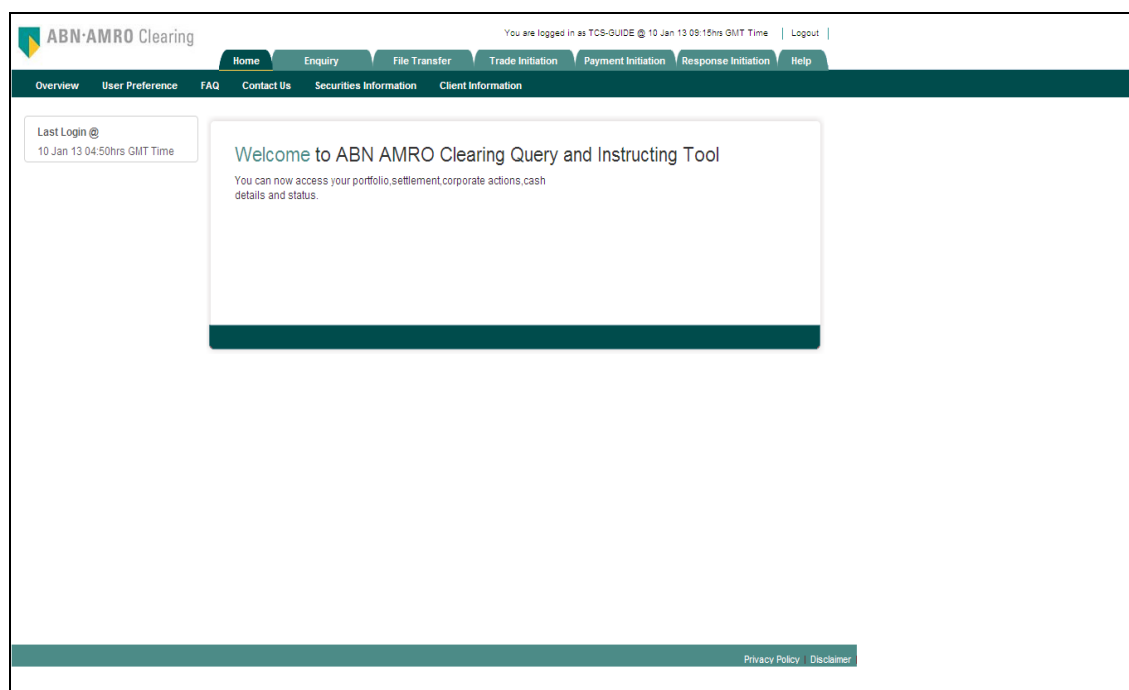 ABN·AMRO Clearing
You are logged in as TCS-GUIDE @ 10 Jan 13 09:15hrs GMT Time | Logout |
Home Enquiry File Transfer Trade Initiation Payment Initiation Response Initiation Help
Overview User Preference FAQ Contact Us Securities Information Client Information
Last Login @
10 Jan 13 04:50hrs GMT Time
Welcome to ABN AMRO Clearing Query and Instructing Tool
You can now access your portfolio,settlement,corporate actions,cash
details and status.
Privacy Policy | Disclaimer |